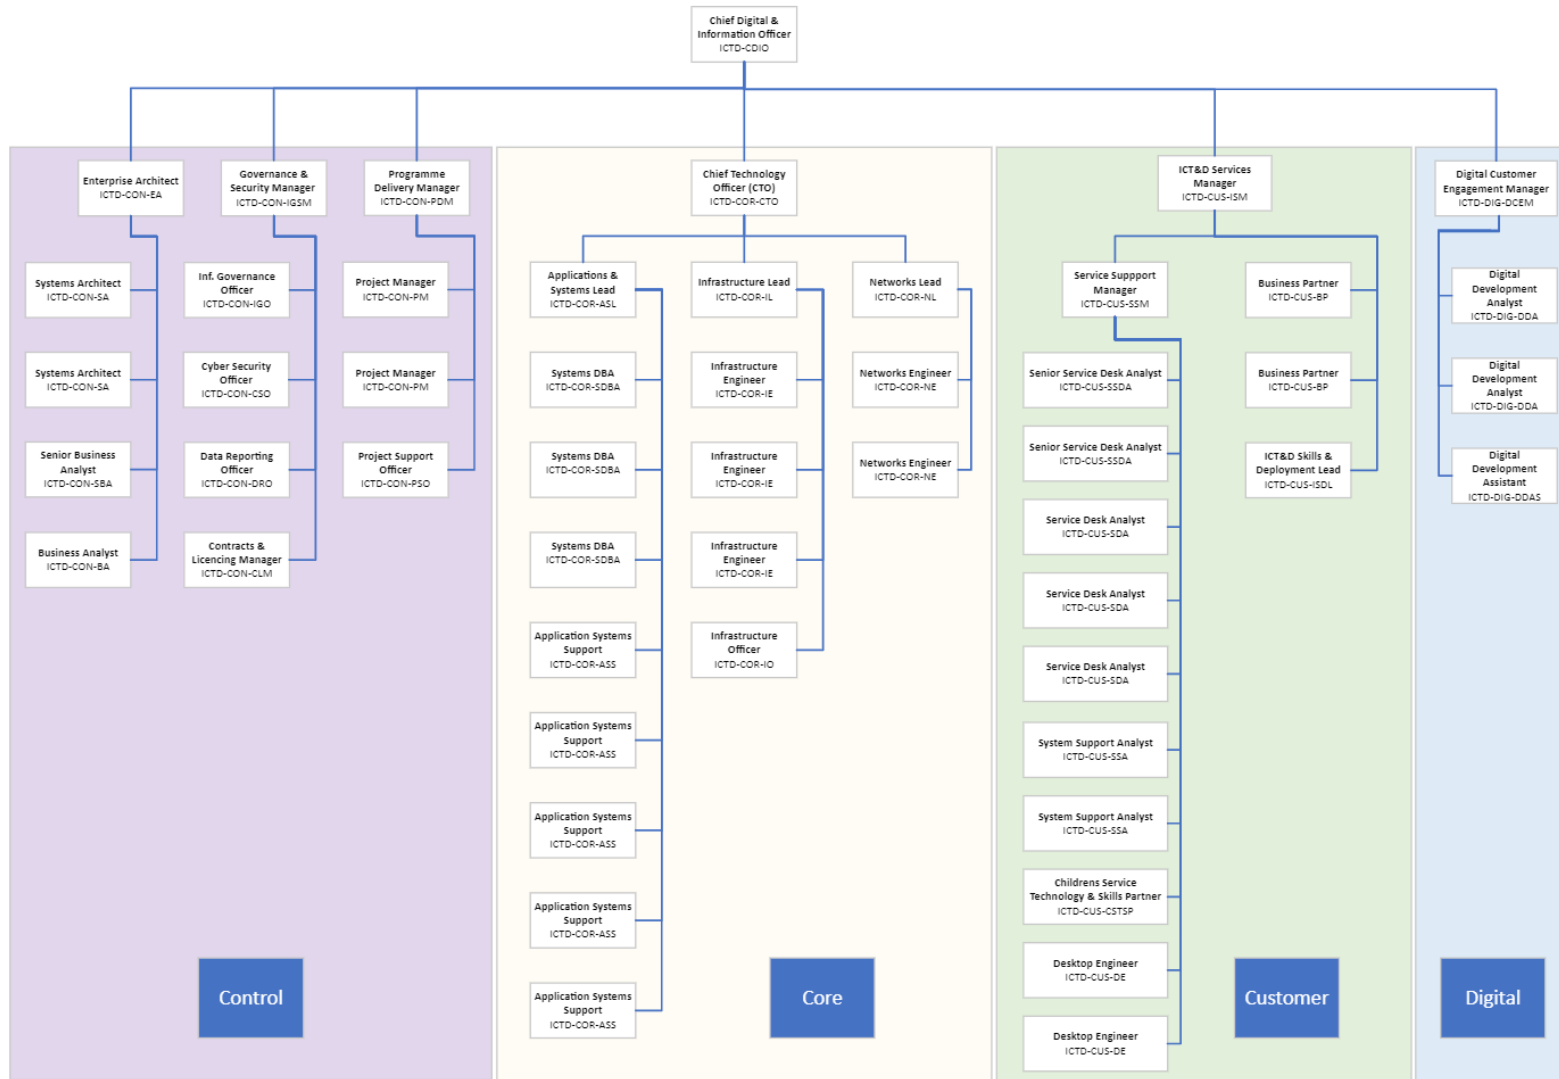 Chief Digital &
Information Officer
ICTD-CDIO
Enterprise Architect
ICTD-CON-EA
Governance &
Security Manager
ICTD-CON-IGSM
Programme
Delivery Manager
ICTD-CON-PDM
Chief Technology
Officer (CTO)
ICTD-COR-CTO
ICT&D Services
Manager
ICTD-CUS-ISM
Digital Customer
Engagement Manager
ICTD-DIG-DCEM
Systems Architect
ICTD-CON-SA
Systems Architect
ICTD-CON-SA
Senior Business
Analyst
ICTD-CON-SBA
Business Analyst
ICTD-CON-BA
Inf. Governance
Officer
ICTD-CON-IGO
Cyber Security
Officer
ICTD-CON-CSO
Data Reporting
Officer
ICTD-CON-DRO
Contracts &
Licencing Manager
ICTD-CON-CLM
Project Manager
ICTD-CON-PM
Project Manager
ICTD-CON-PM
Project Support
Officer
ICTD-CON-PSO
Applications &
Systems Lead
ICTD-COR-ASL
Systems DBA
ICTD-COR-SDBA
Systems DBA
ICTD-COR-SDBA
Systems DBA
ICTD-COR-SDBA
Application Systems
Support
ICTD-COR-ASS
Application Systems
Support
ICTD-COR-ASS
Application Systems
Support
ICTD-COR-ASS
Application Systems
Support
ICTD-COR-ASS
Application Systems
Support
ICTD-COR-ASS
Infrastructure Lead
ICTD-COR-IL
Infrastructure
Engineer
ICTD-COR-IE
Infrastructure
Engineer
ICTD-COR-IE
Infrastructure
Engineer
ICTD-COR-IE
Infrastructure
Officer
ICTD-COR-IO
Networks Lead
ICTD-COR-NL
Networks Engineer
ICTD-COR-NE
Networks Engineer
ICTD-COR-NE
Service Suppport
Manager
ICTD-CUS-SSM
Senior Service Desk Analyst
ICTD-CUS-SSDA
Senior Service Desk Analyst
ICTD-CUS-SSDA
Service Desk Analyst
ICTD-CUS-SDA
Service Desk Analyst
ICTD-CUS-SDA
Service Desk Analyst
ICTD-CUS-SDA
System Support Analyst
ICTD-CUS-SSA
System Support Analyst
ICTD-CUS-SSA
Childrens Service
Technology & Skills Partner
ICTD-CUS-CSTSP
Desktop Engineer
ICTD-CUS-DE
Desktop Engineer
ICTD-CUS-DE
Business Partner
ICTD-CUS-BP
Business Partner
ICTD-CUS-BP
ICT&D Skills &
Deployment Lead
ICTD-CUS-ISDL
Digital
Development
Analyst
ICTD-DIG-DDA
Digital
Development
Analyst
ICTD-DIG-DDA
Digital
Development
Assistant
ICTD-DIG-DDAS
Control
Core
Customer
Digital